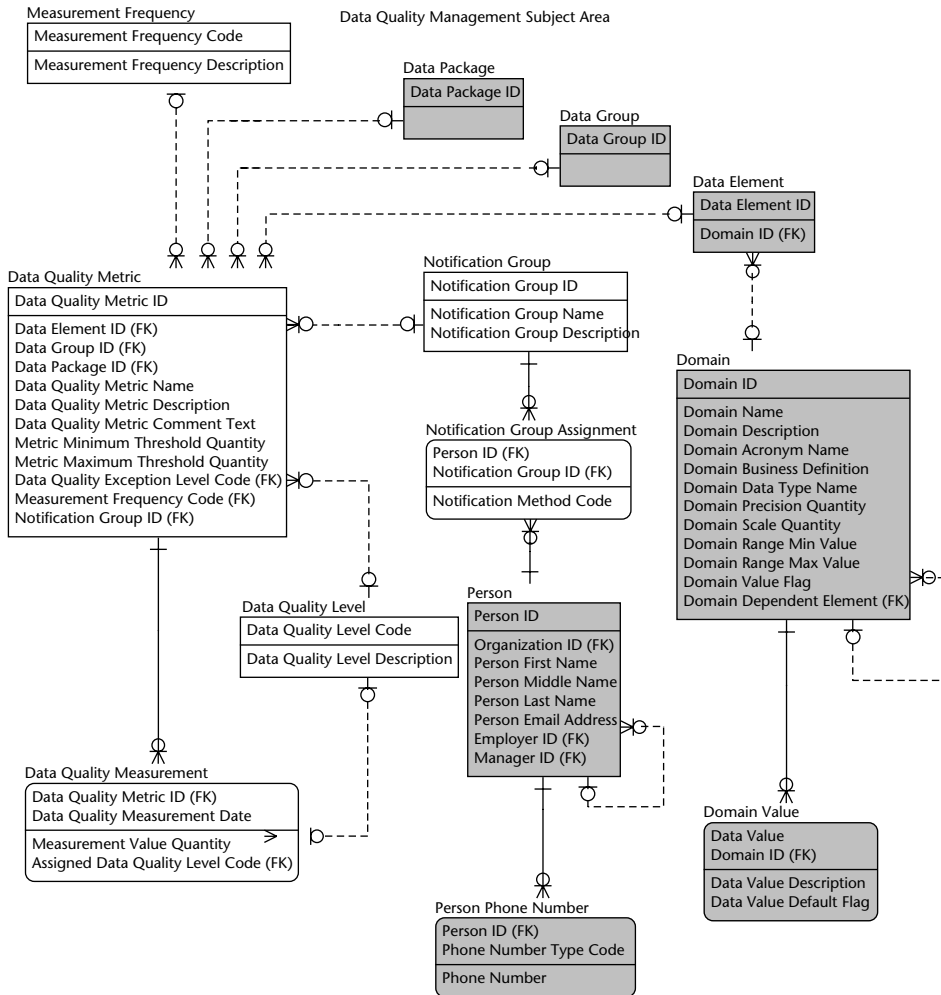 Data Quality Management Subject Area
Measurement Frequency
Measurement Frequency Code
Measurement Frequency Description
Data Package
Data Package ID
Data Group
Data Group ID
Data Element
Data Element ID
Domain ID (FK)
Data Quality Metric
Data Quality Metric ID
Data Element ID (FK)
Data Group ID (FK)
Data Package ID (FK)
Data Quality Metric Name
Data Quality Metric Description
Data Quality Metric Comment Text
Metric Minimum Threshold Quantity
Metric Maximum Threshold Quantity
Data Quality Exception Level Code (FK)
Measurement Frequency Code (FK)
Notification Group ID (FK)
Notification Group
Notification Group ID
Notification Group Name
Notification Group Description
Notification Group Assignment
Person ID (FK)
Notification Group ID (FK)
Notification Method Code
Domain
Domain ID
Domain Name
Domain Description
Domain Acronym Name
Domain Business Definition
Domain Data Type Name
Domain Precision Quantity
Domain Scale Quantity
Domain Range Min Value
Domain Range Max Value
Domain Value Flag
Domain Dependent Element (FK)
Data Quality Level
Data Quality Level Code
Data Quality Level Description
Person
Person ID
Organization ID (FK)
Person First Name
Person Middle Name
Person Last Name
Person Email Address
Employer ID (FK)
Manager ID (FK)
Data Quality Measurement
Data Quality Metric ID (FK)
Data Quality Measurement Date
Measurement Value Quantity
Assigned Data Quality Level Code (FK)
Domain Value
Data Value
Domain ID (FK)
Data Value Description
Data Value Default Flag
Person Phone Number
Person ID (FK)
Phone Number Type Code
Phone Number